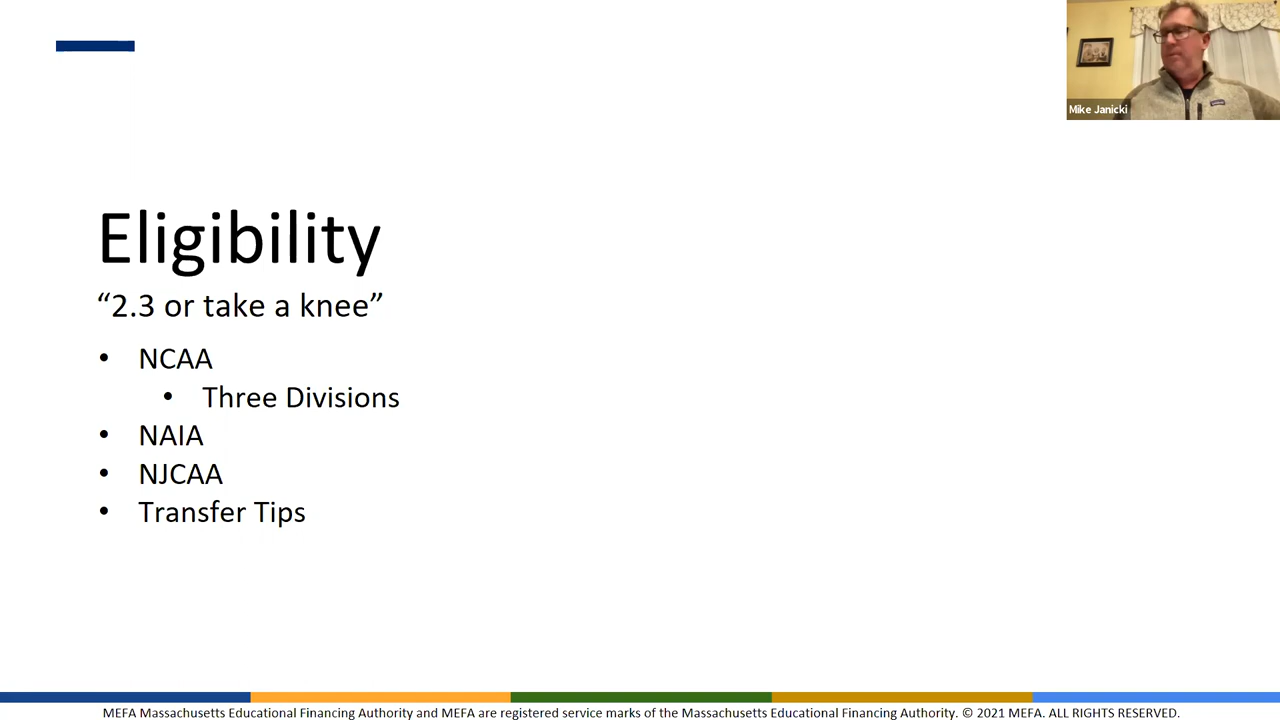 Mike Janicki
Eligibility
“2.3 or take a knee”
• NCAA
• Three Divisions
• NAIA
• NJCAA
• Transfer Tips
MEFA Massachusetts Educational Financing Authority and MEFA are registered service marks of the Massachusetts Educational Financing Authority. © 2021 MEFA. ALL RIGHTS RESERVED.